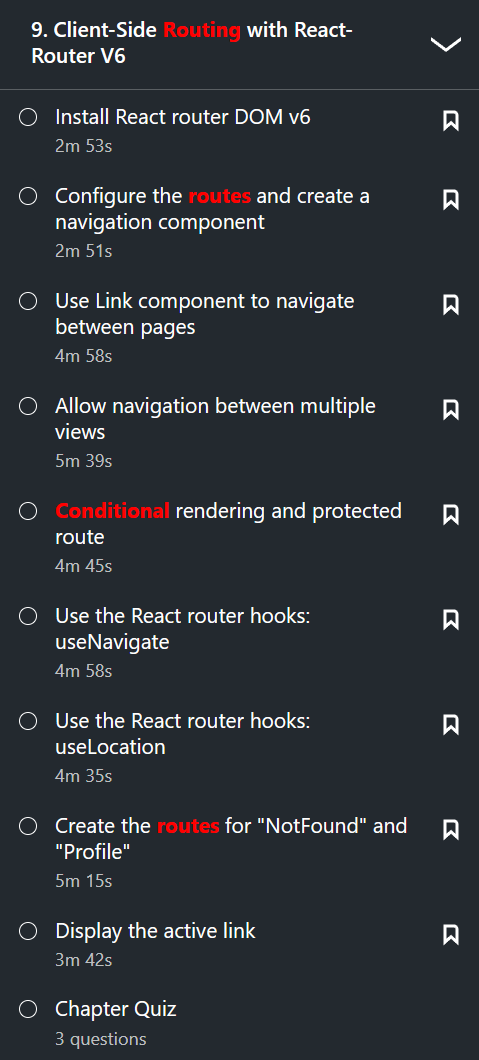 9. Client-Side Routing with React-
Router V6
Install React router DOM v6
2m 53s
Configure the routes and create a
navigation component
2m 51s
Use Link component to navigate
between pages
4m 58s
Allow navigation between multiple
views
5m 39s
Conditional rendering and protected
route
4m 45s
Use the React router hooks:
useNavigate
4m 58s
Use the React router hooks:
useLocation
4m 35s
Create the routes for "NotFound" and
"Profile"
5m 15s
Display the active link
3m 42s
Chapter Quiz
3 questions